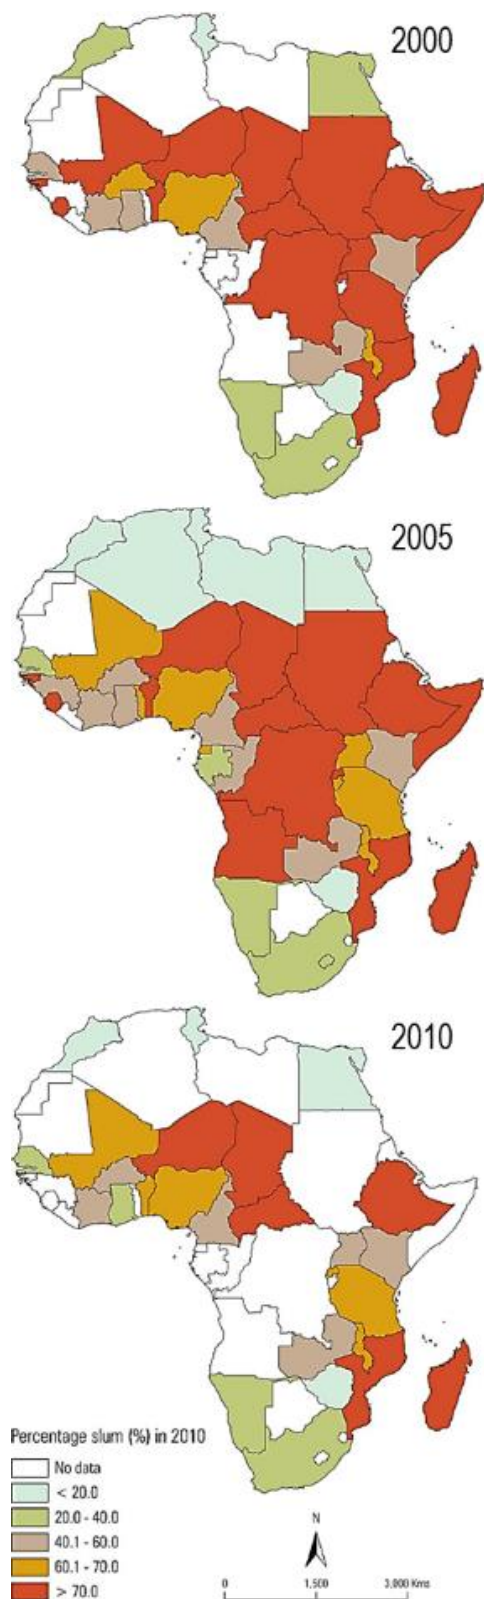 2000
2005
2010
Percentage slum (%) in 2010
No data
< 20.0
20.0 - 40.0
40.1 - 60.0
60.1 - 70.0
> 70.0
N
0 1,500 3,000 Kms